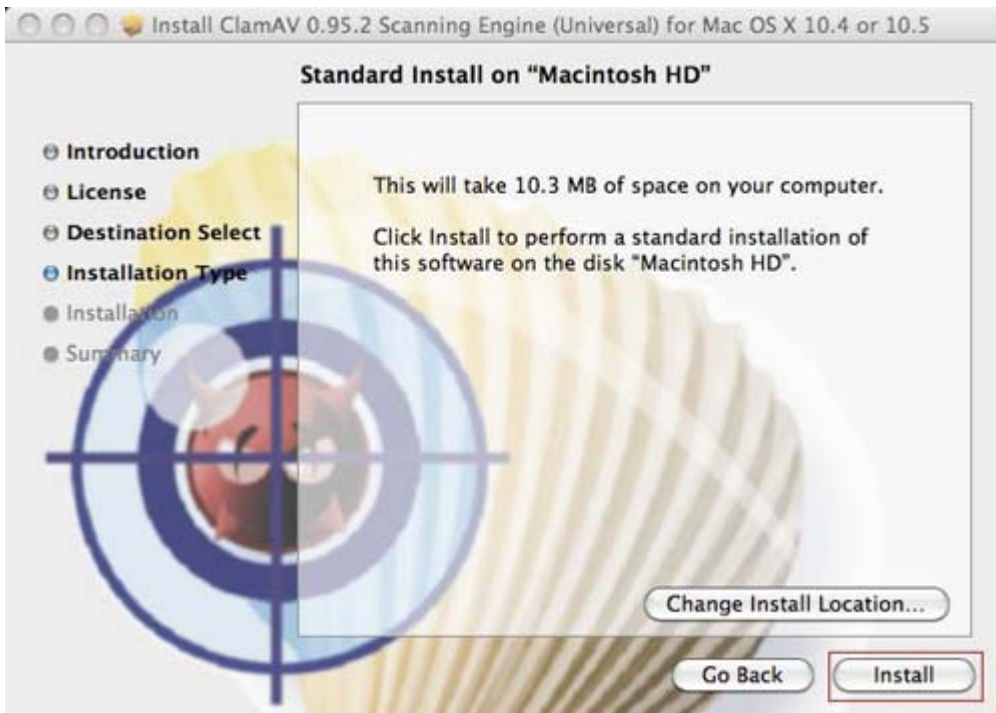 Install ClamAV 0.95.2 Scanning Engine (Universal) for Mac OS X 10.4 or 10.5
Standard Install on “Macintosh HD”
Introduction
License
Destination Select
Installation Type
Installation
Summary
This will take 10.3 MB of space on your computer.
Click Install to perform a standard installation of
this software on the disk “Macintosh HD”.
Change Install Location...
Go Back
Install